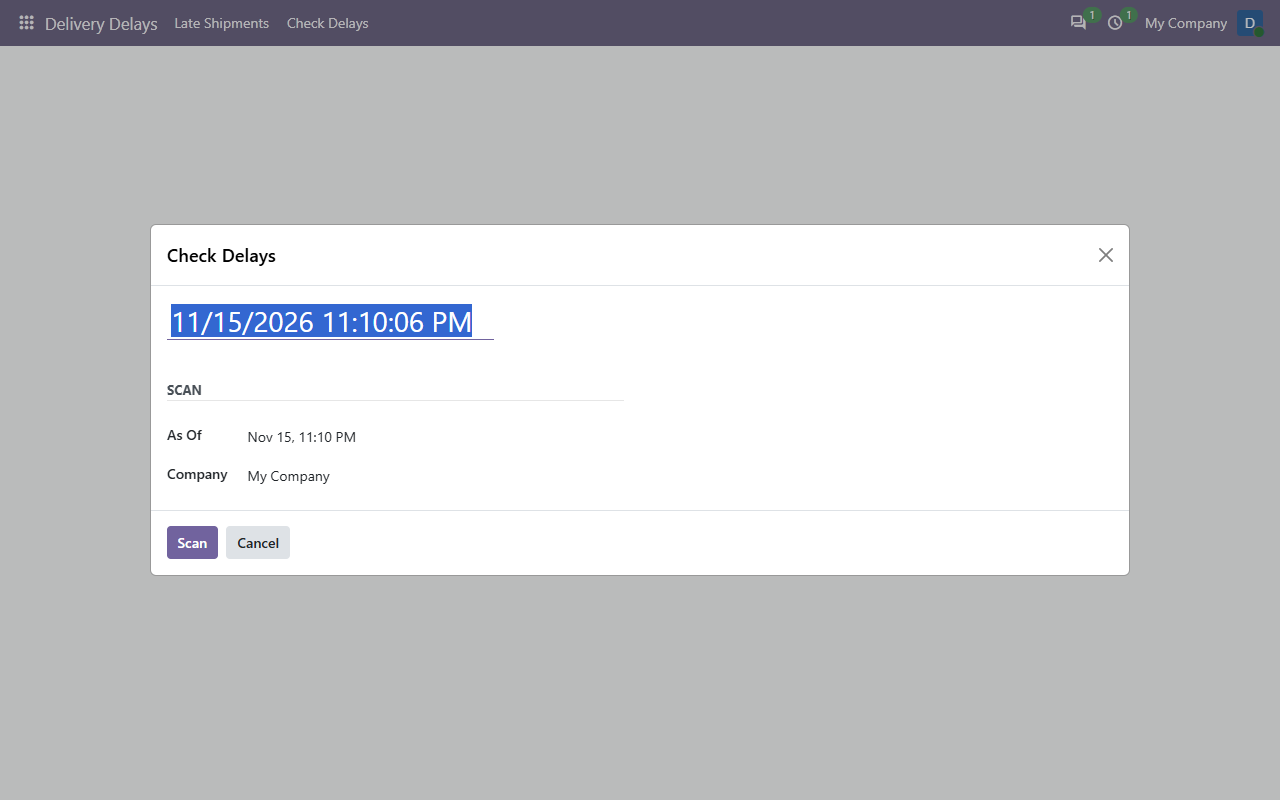 Delivery Delays Late Shipments Check Delays 1 1 My Company D
Check Delays
11/15/2026 11:10:06 PM
SCAN
As Of Nov 15, 11:10 PM
Company My Company
Scan Cancel